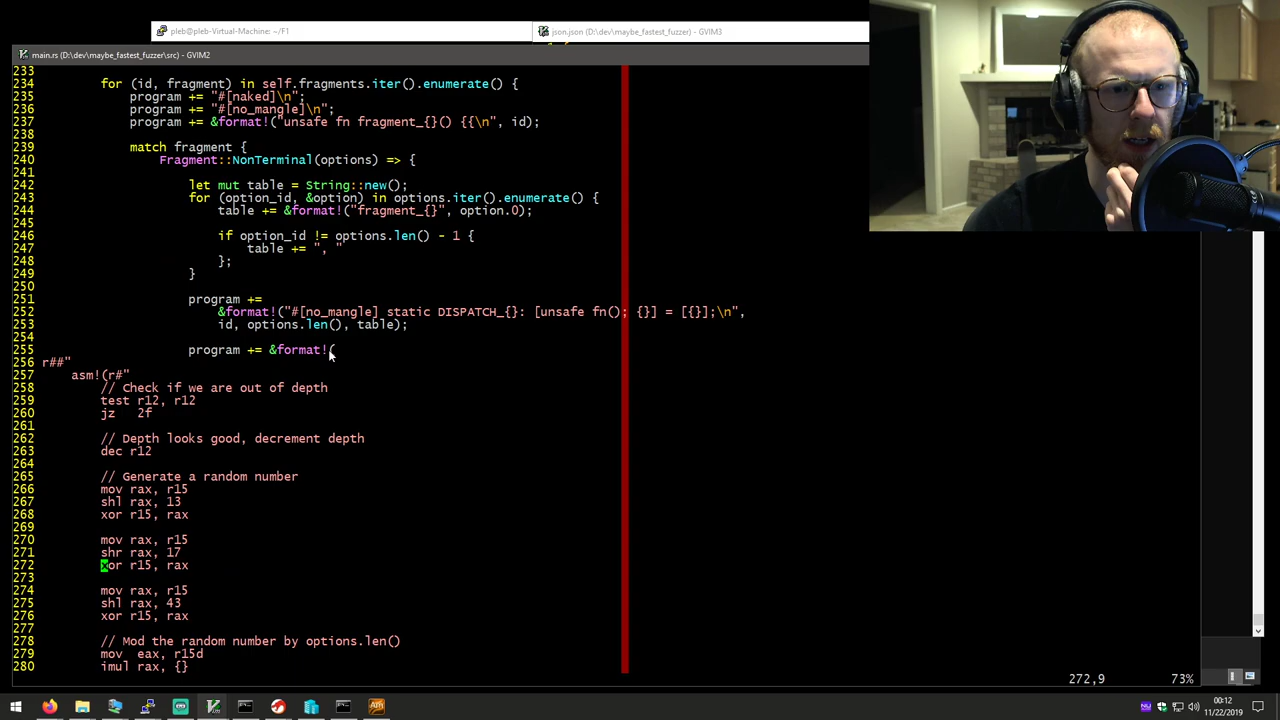 pleb@pleb-Virtual-Machine: ~/F1
json.json (D:\dev\maybe_fastest_fuzzer) - GVIM3
main.rs (D:\dev\maybe_fastest_fuzzer\src) - GVIM2
233
234 for (id, fragment) in self.fragments.iter().enumerate() {
235 program += "#[naked]\n";
236 program += "#[no_mangle]\n";
237 program += &format!("unsafe fn fragment_{}() {{\n", id);
238
239 match fragment {
240 Fragment::NonTerminal(options) => {
241
242 let mut table = String::new();
243 for (option_id, &option) in options.iter().enumerate() {
244 table += &format!("fragment_{}", option.0);
245
246 if option_id != options.len() - 1 {
247 table += ", "
248 };
249 }
250
251 program +=
252 &format!("#[no_mangle] static DISPATCH_{}: [unsafe fn(); {}] = [{}];\n",
253 id, options.len(), table);
254
255 program += &format!(
256 r##"
257 asm!(r#"
258 // Check if we are out of depth
259 test r12, r12
260 jz 2f
261
262 // Depth looks good, decrement depth
263 dec r12
264
265 // Generate a random number
266 mov rax, r15
267 shl rax, 13
268 xor r15, rax
269
270 mov rax, r15
271 shr rax, 17
272 xor r15, rax
273
274 mov rax, r15
275 shl rax, 43
276 xor r15, rax
277
278 // Mod the random number by options.len()
279 mov eax, r15d
280 imul rax, {}
272,9 73%
00:12
11/22/2019